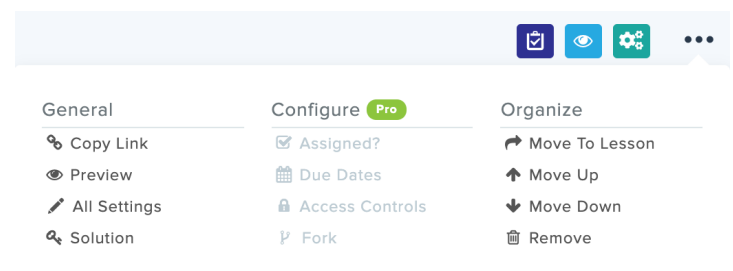 General
Copy Link
Preview
All Settings
Solution
Configure Pro
Assigned?
Due Dates
Access Controls
Fork
Organize
Move To Lesson
Move Up
Move Down
Remove